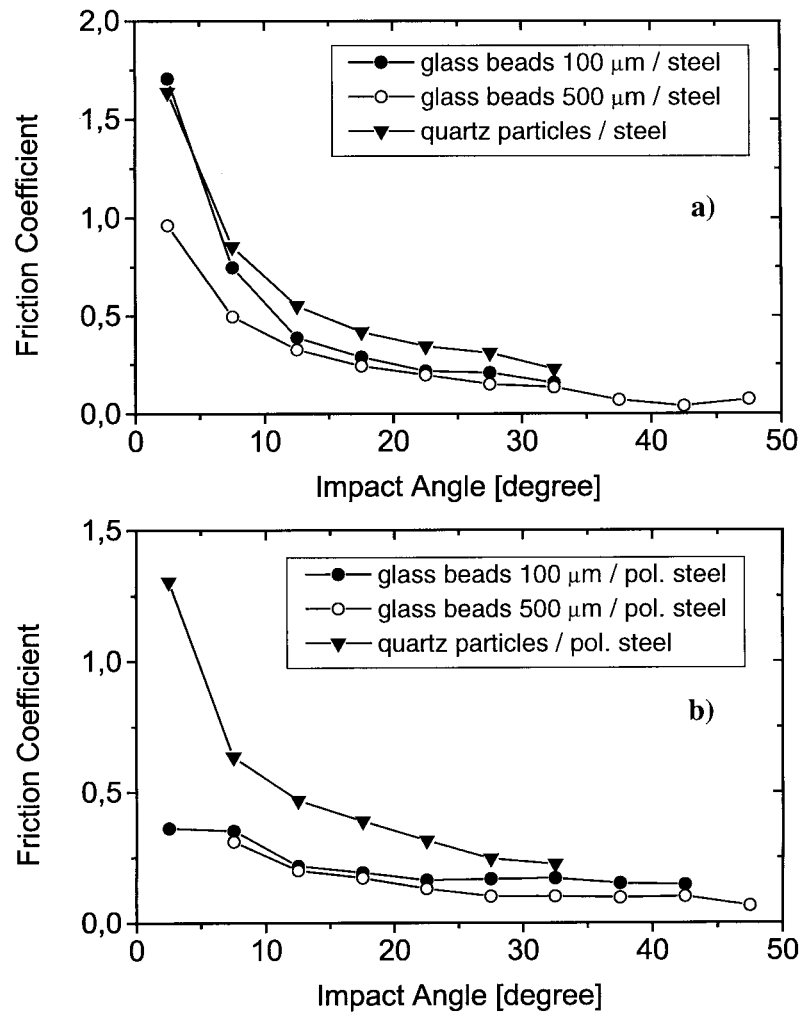 2,0
1,5
1,0
0,5
0,0
Friction Coefficient
glass beads 100 μm / steel
glass beads 500 μm / steel
quartz particles / steel
a)
0 10 20 30 40 50
Impact Angle [degree]
1,5
1,0
0,5
0,0
Friction Coefficient
glass beads 100 μm / pol. steel
glass beads 500 μm / pol. steel
quartz particles / pol. steel
b)
0 10 20 30 40 50
Impact Angle [degree]